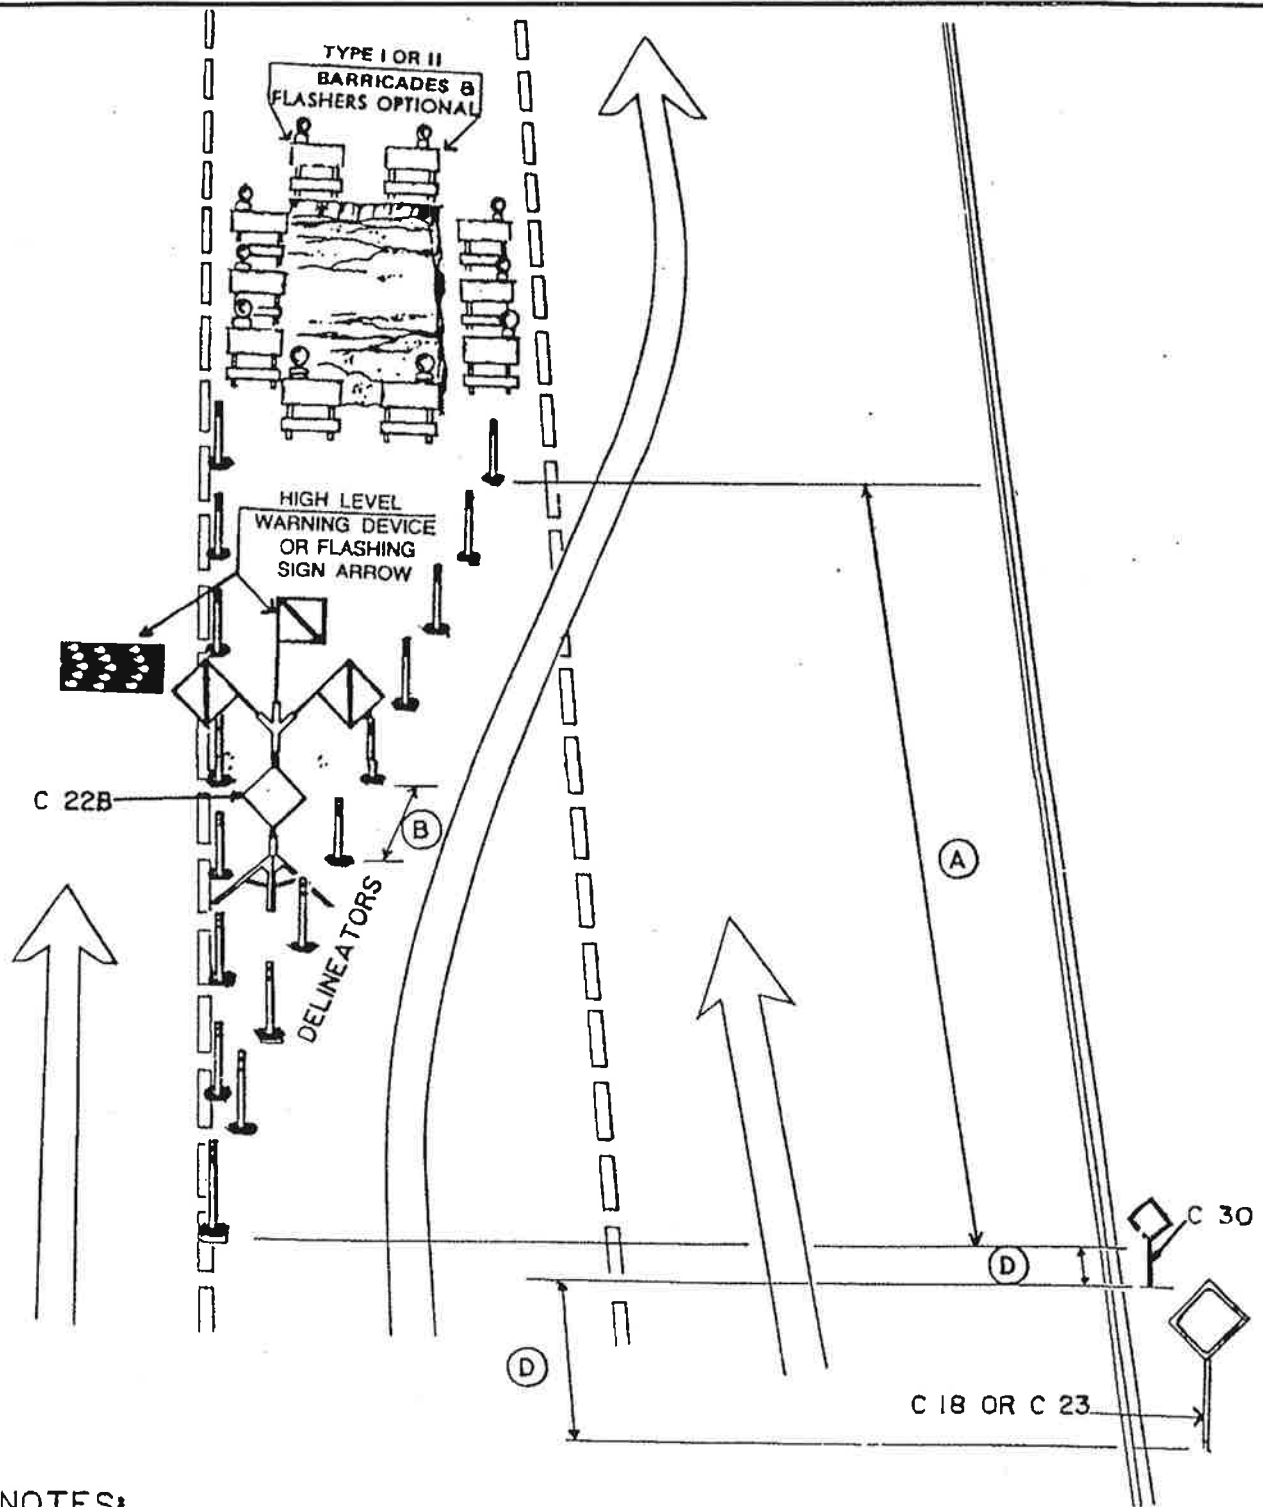 TYPE I OR II
BARRICADES &
FLASHERS OPTIONAL
HIGH LEVEL
WARNING DEVICE
OR FLASHING
SIGN ARROW
C 22B
B
A
DELINEATORS
C 30
D
D
C 18 OR C 23
NOTES: